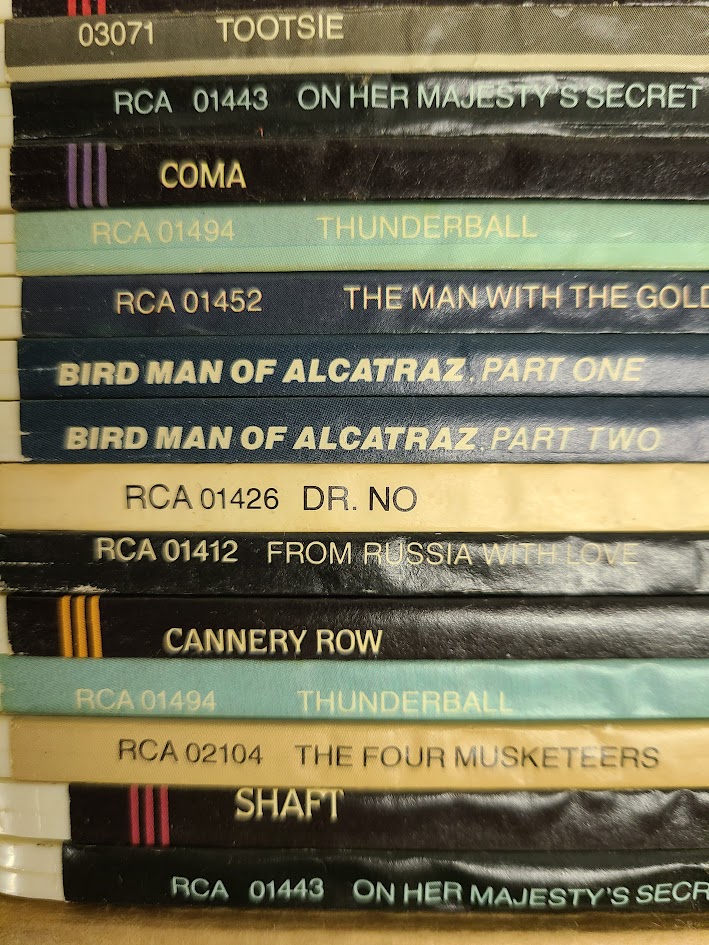 03071 TOOTSIE
RCA 01443 ON HER MAJESTY'S SECRET
COMA
RCA 01494 THUNDERBALL
RCA 01452 THE MAN WITH THE GOLD
BIRD MAN OF ALCATRAZ, PART ONE
BIRD MAN OF ALCATRAZ, PART TWO
RCA 01426 DR. NO
RCA 01412 FROM RUSSIA WITH LOVE
CANNERY ROW
RCA 01494 THUNDERBALL
RCA 02104 THE FOUR MUSKETEERS
SHAFT
RCA 01443 ON HER MAJESTY'S SECR